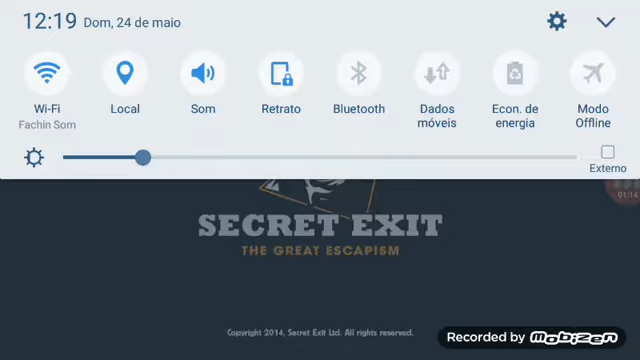 12:19 Dom, 24 de maio
Wi-Fi
Fachin Som
Local
Som
Retrato
Bluetooth
Dados
móveis
Econ. de
energia
Modo
Offline
Externo
01:14
SECRET EXIT
THE GREAT ESCAPISM
Copyright 2014, Secret Exit Ltd. All rights reserved.
Recorded by mobizen